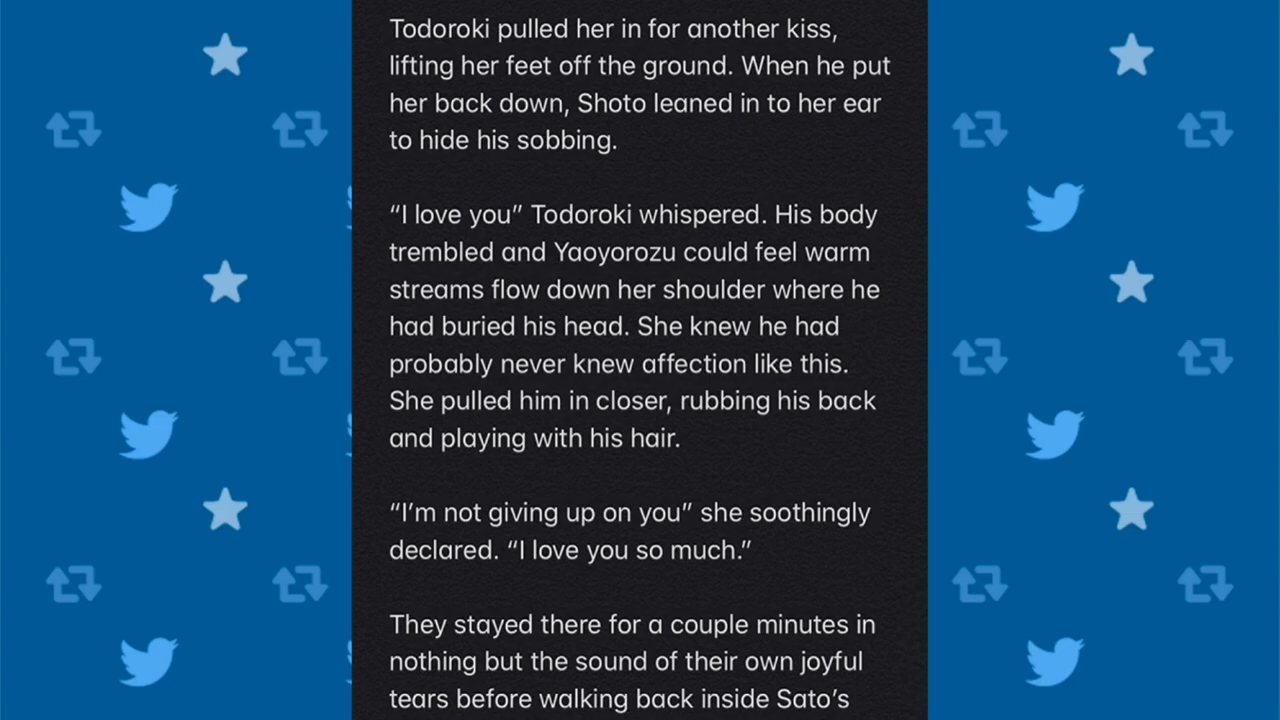 Todoroki pulled her in for another kiss,
lifting her feet off the ground. When he put
her back down, Shoto leaned in to her ear
to hide his sobbing.
“I love you” Todoroki whispered. His body
trembled and Yaoyorozu could feel warm
streams flow down her shoulder where he
had buried his head. She knew he had
probably never knew affection like this.
She pulled him in closer, rubbing his back
and playing with his hair.
“I’m not giving up on you” she soothingly
declared. “I love you so much.”
They stayed there for a couple minutes in
nothing but the sound of their own joyful
tears before walking back inside Sato’s